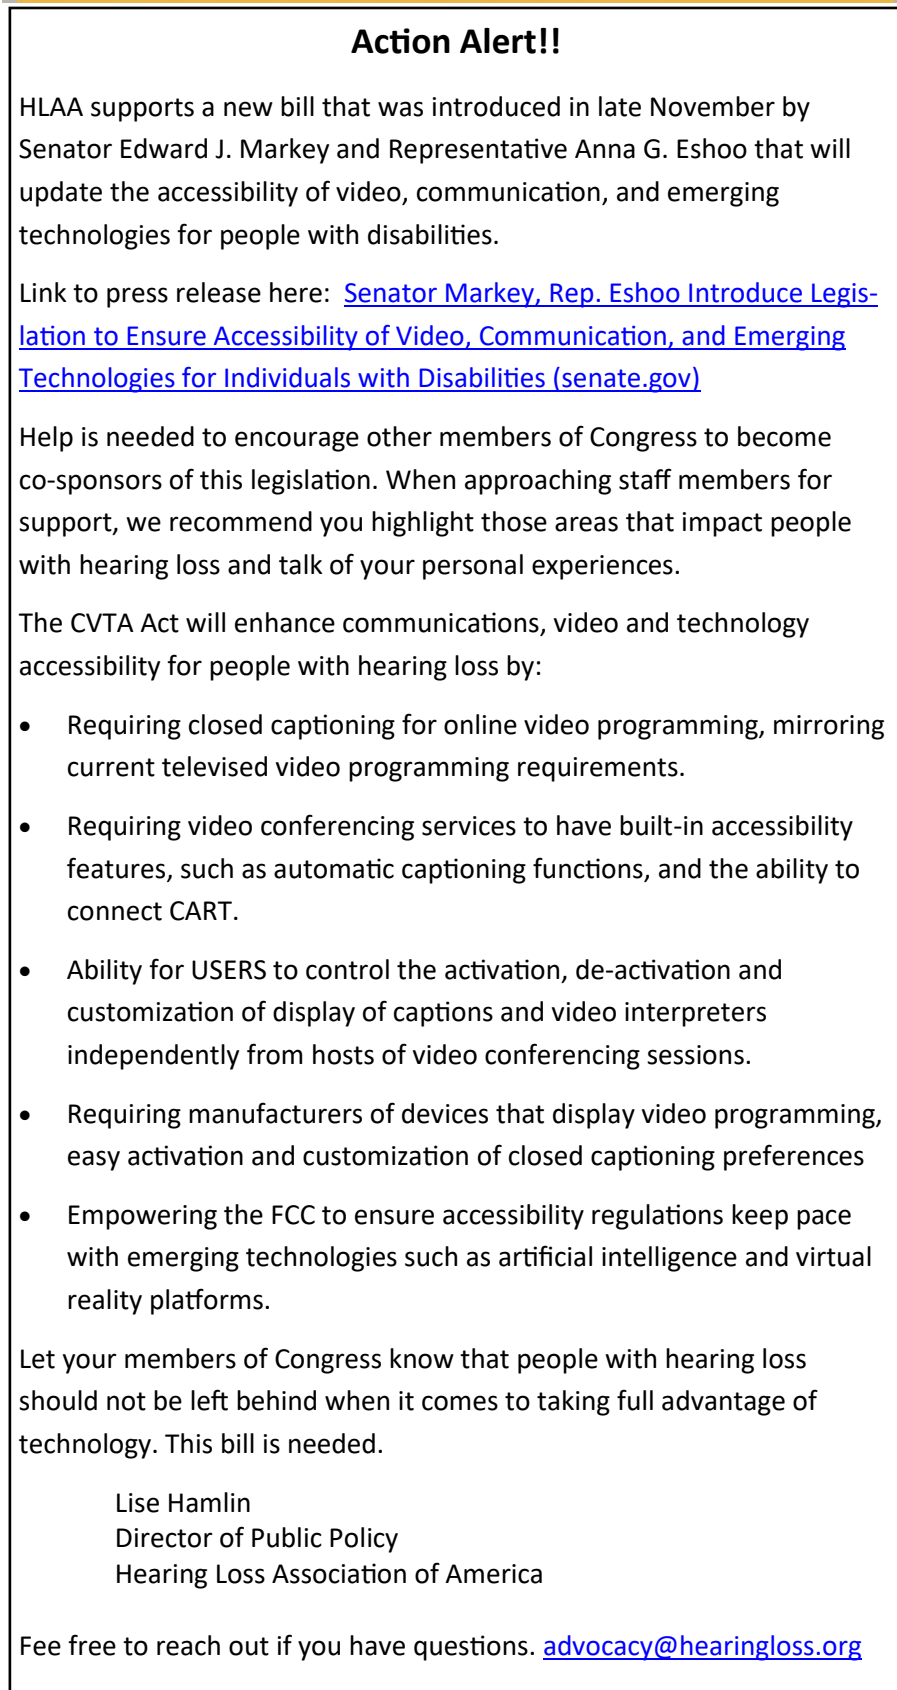 Action Alert!!
HLAA supports a new bill that was introduced in late November by
Senator Edward J. Markey and Representative Anna G. Eshoo that will
update the accessibility of video, communication, and emerging
technologies for people with disabilities.
Link to press release here:  Senator Markey, Rep. Eshoo Introduce Legis-
lation to Ensure Accessibility of Video, Communication, and Emerging
Technologies for Individuals with Disabilities (senate.gov)
Help is needed to encourage other members of Congress to become
co-sponsors of this legislation. When approaching staff members for
support, we recommend you highlight those areas that impact people
with hearing loss and talk of your personal experiences.
The CVTA Act will enhance communications, video and technology
accessibility for people with hearing loss by:
• Requiring closed captioning for online video programming, mirroring
current televised video programming requirements.
• Requiring video conferencing services to have built-in accessibility
features, such as automatic captioning functions, and the ability to
connect CART.
• Ability for USERS to control the activation, de-activation and
customization of display of captions and video interpreters
independently from hosts of video conferencing sessions.
• Requiring manufacturers of devices that display video programming,
easy activation and customization of closed captioning preferences
• Empowering the FCC to ensure accessibility regulations keep pace
with emerging technologies such as artificial intelligence and virtual
reality platforms.
Let your members of Congress know that people with hearing loss
should not be left behind when it comes to taking full advantage of
technology. This bill is needed.
Lise Hamlin
Director of Public Policy
Hearing Loss Association of America
Fee free to reach out if you have questions. advocacy@hearingloss.org